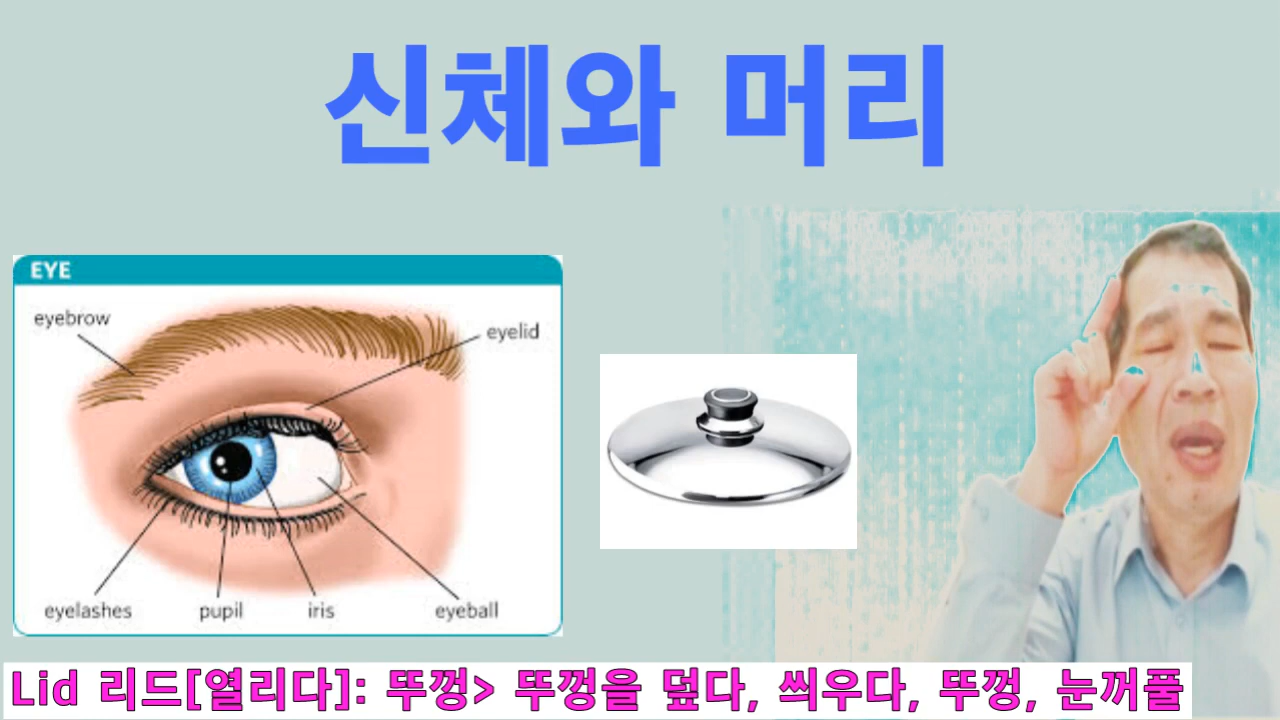 신체와 머리
EYE
eyebrow
eyelid
eyelashes
pupil
iris
eyeball
Lid 리드[열리다]: 뚜껑> 뚜껑을 덮다, 씌우다, 뚜껑, 눈꺼풀